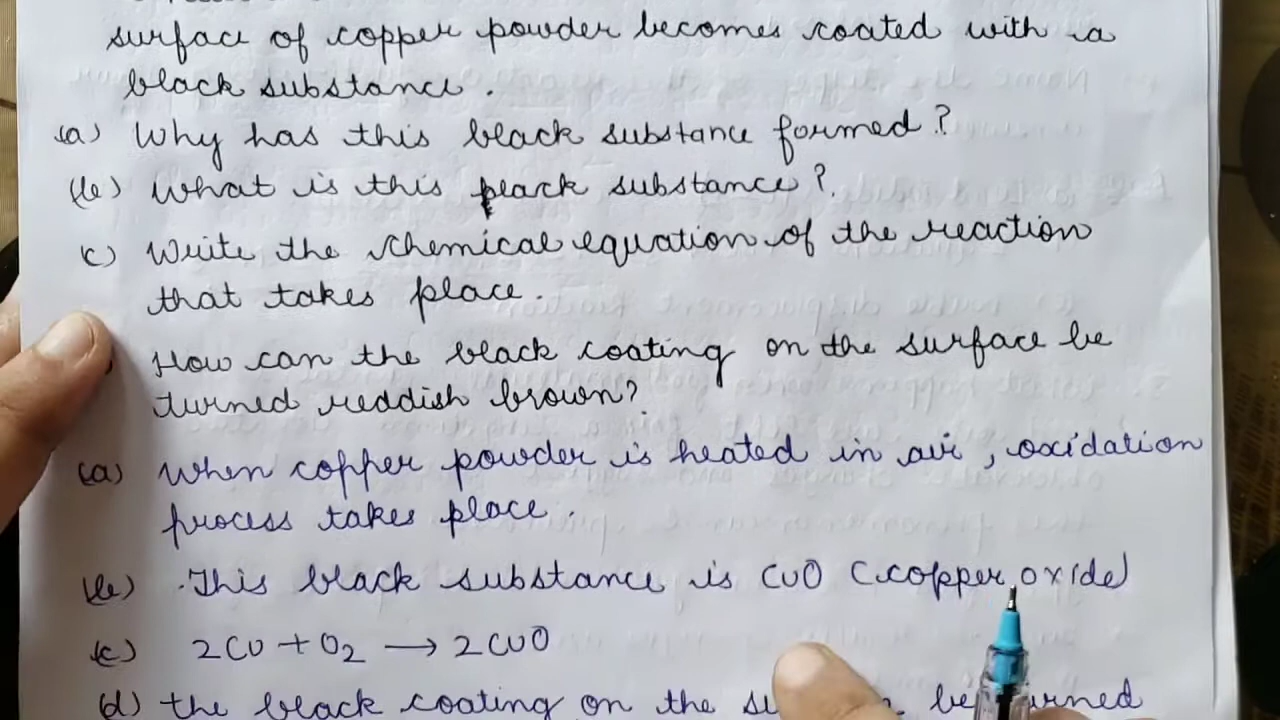 surface of copper powder becomes coated with a
black substance.
(a) Why has this black substance formed?
(b) What is this black substance?
(c) Write the chemical equation of the reaction
that takes place.
How can the black coating on the surface be
turned reddish brown?
(a) When copper powder is heated in air, oxidation
process takes place.
(b) This black substance is CuO (copper oxide)
(c) 2Cu + O2 → 2CuO
(d) the black coating on the be